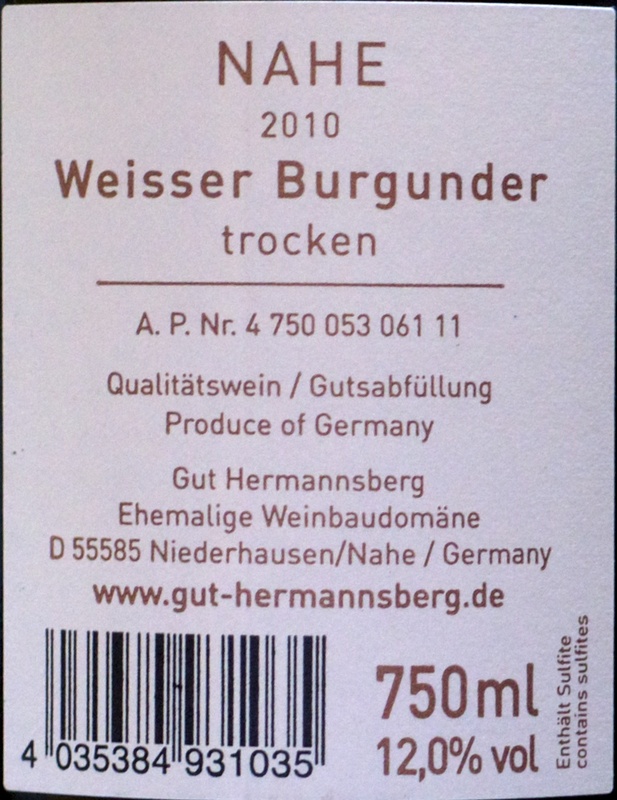 NAHE
2010
Weisser Burgunder
trocken
A. P. Nr. 4 750 053 061 11
Qualitätswein / Gutsabfüllung
Produce of Germany
Gut Hermannsberg
Ehemalige Weinbaudomäne
D 55585 Niederhausen/Nahe / Germany
www.gut-hermannsberg.de
4 035384 931035
750 ml
12,0% vol
Enthält Sulfite
contains sulfites